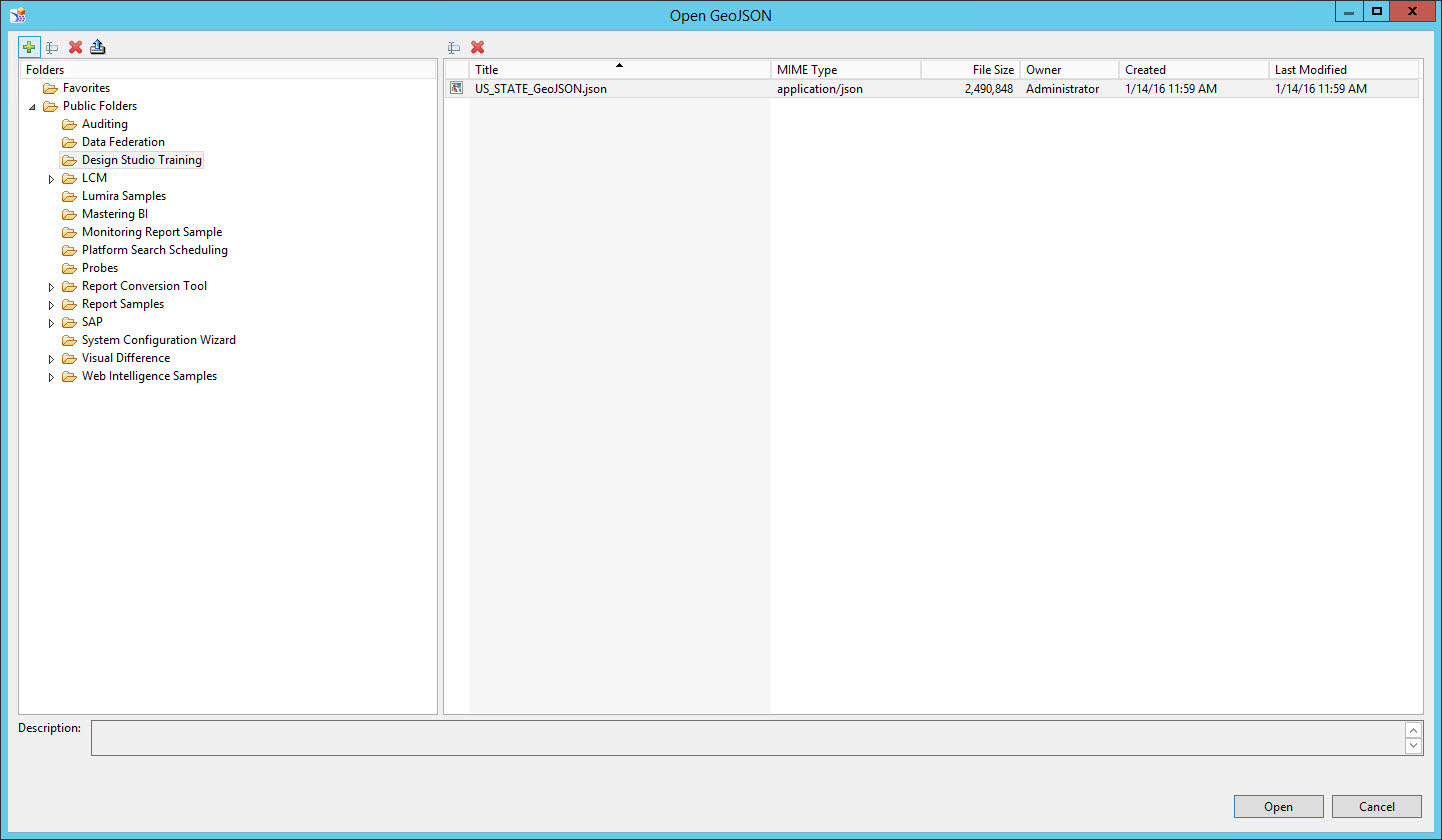 Open GeoJSON
Folders
Favorites
Public Folders
Auditing
Data Federation
Design Studio Training
LCM
Lumira Samples
Mastering BI
Monitoring Report Sample
Platform Search Scheduling
Probes
Report Conversion Tool
Report Samples
SAP
System Configuration Wizard
Visual Difference
Web Intelligence Samples
Title MIME Type File Size Owner Created Last Modified
US_STATE_GeoJSON.json application/json 2,490,848 Administrator 1/14/16 11:59 AM 1/14/16 11:59 AM
Description:
Open Cancel